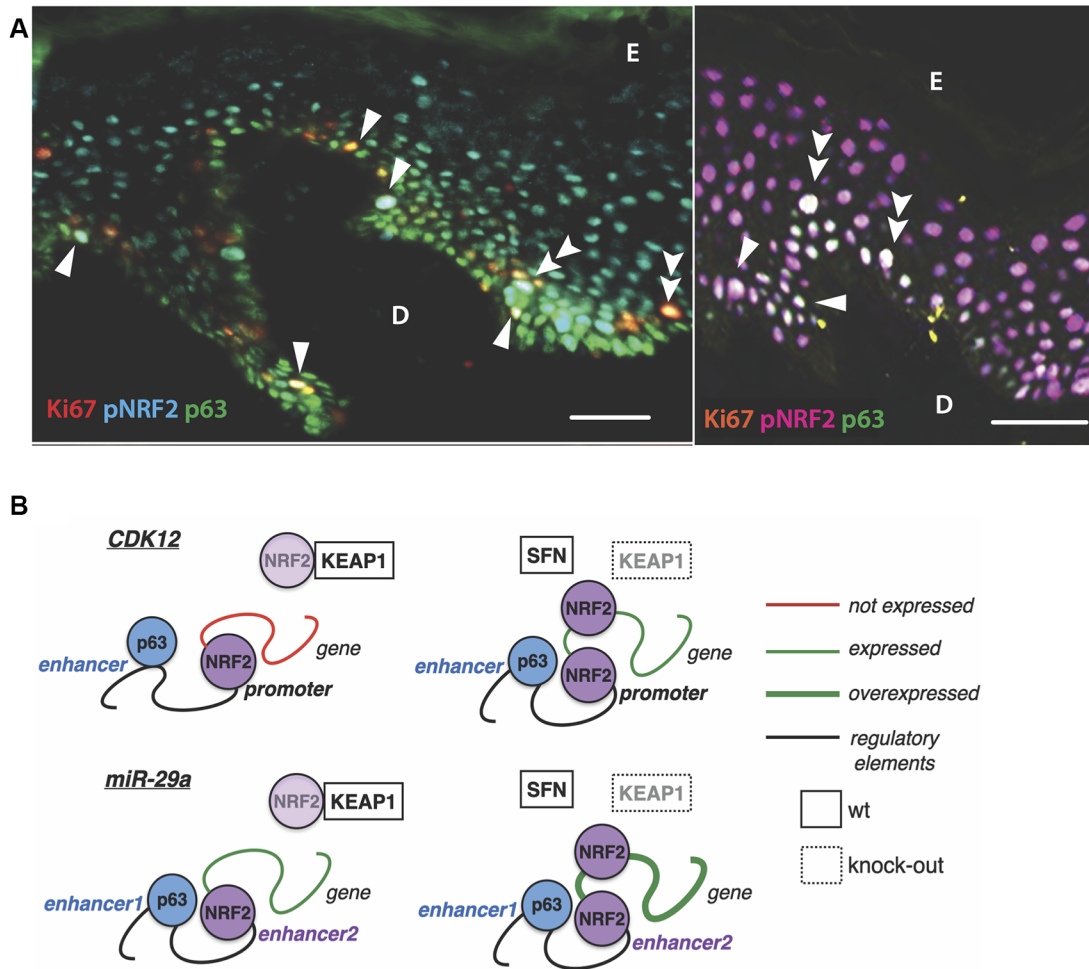 A
E
E
D
D
Ki67 pNRF2 p63
Ki67 pNRF2 p63
B
CDK12
NRF2 KEAP1
p63
enhancer
NRF2
gene
promoter
SFN
KEAP1
NRF2
p63
enhancer
NRF2
gene
promoter
not expressed
expressed
overexpressed
regulatory
elements
wt
knock-out
miR-29a
NRF2 KEAP1
p63
enhancer1
NRF2
gene
enhancer2
SFN
KEAP1
NRF2
p63
enhancer1
NRF2
gene
enhancer2